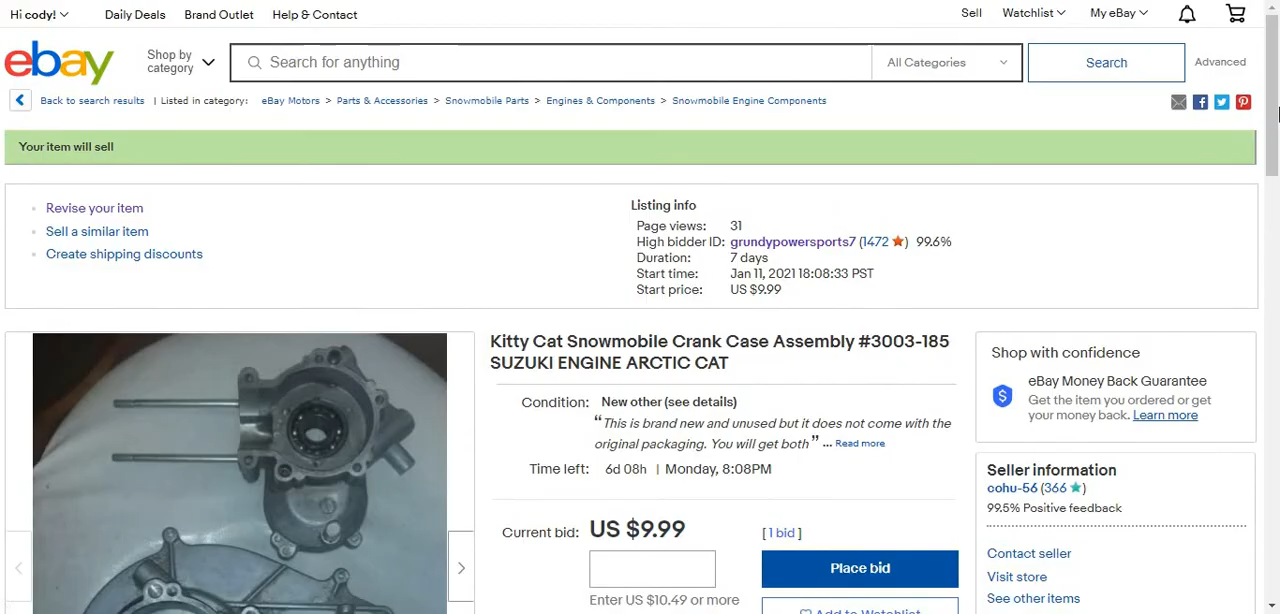 Hi cody! Daily Deals Brand Outlet Help & Contact Sell Watchlist My eBay
ebay Shop by category Search for anything All Categories Search Advanced
Back to search results | Listed in category: eBay Motors > Parts & Accessories > Snowmobile Parts > Engines & Components > Snowmobile Engine Components
Your item will sell
Revise your item
Sell a similar item
Create shipping discounts
Listing info
Page views: 31
High bidder ID: grundypowersports7 (1472 ) 99.6%
Duration: 7 days
Start time: Jan 11, 2021 18:08:33 PST
Start price: US $9.99
Kitty Cat Snowmobile Crank Case Assembly #3003-185
SUZUKI ENGINE ARCTIC CAT
Condition: New other (see details)
“This is brand new and unused but it does not come with the
original packaging. You will get both” ... Read more
Time left: 6d 08h | Monday, 8:08PM
Current bid: US $9.99 [ 1 bid ]
Place bid
Enter US $10.49 or more
Add to Watchlist
Shop with confidence
eBay Money Back Guarantee
Get the item you ordered or get
your money back. Learn more
Seller information
cohu-56 (366 )
99.5% Positive feedback
Contact seller
Visit store
See other items